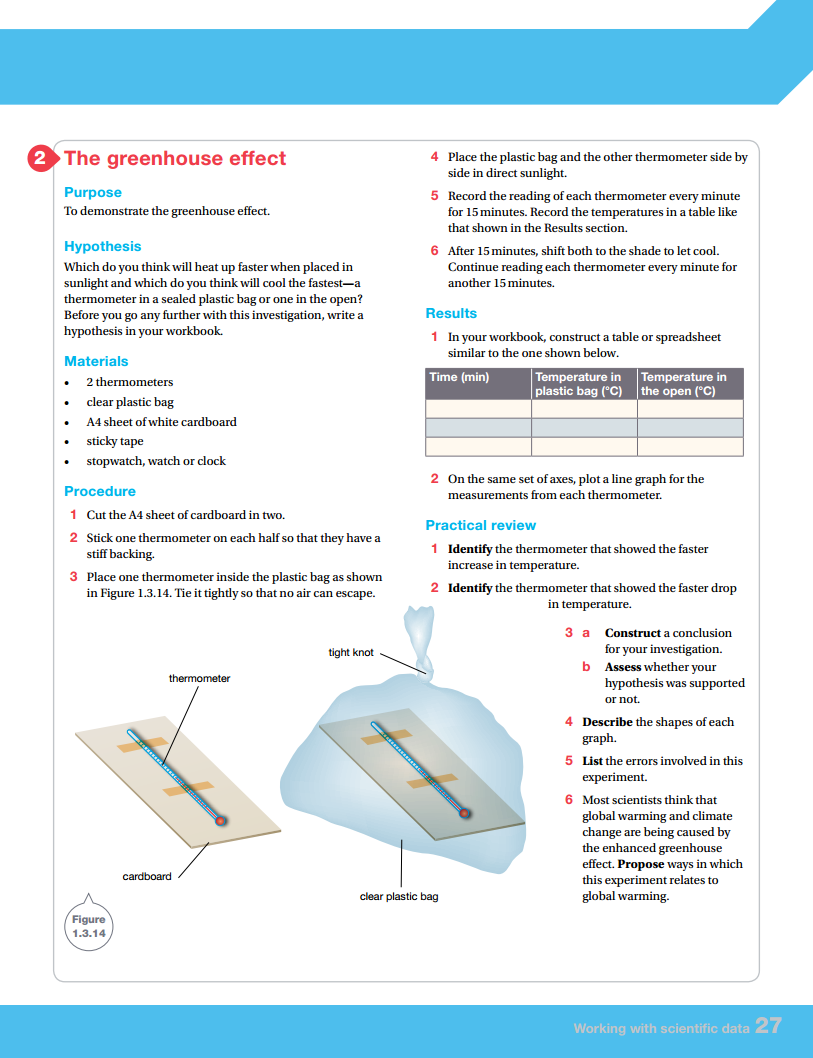 2 The greenhouse effect
Purpose
To demonstrate the greenhouse effect.
Hypothesis
Which do you think will heat up faster when placed in
sunlight and which do you think will cool the fastest—a
thermometer in a sealed plastic bag or one in the open?
Before you go any further with this investigation, write a
hypothesis in your workbook.
Materials
• 2 thermometers
• clear plastic bag
• A4 sheet of white cardboard
• sticky tape
• stopwatch, watch or clock
Procedure
1 Cut the A4 sheet of cardboard in two.
2 Stick one thermometer on each half so that they have a
stiff backing.
3 Place one thermometer inside the plastic bag as shown
in Figure 1.3.14. Tie it tightly so that no air can escape.
4 Place the plastic bag and the other thermometer side by
side in direct sunlight.
5 Record the reading of each thermometer every minute
for 15 minutes. Record the temperatures in a table like
that shown in the Results section.
6 After 15 minutes, shift both to the shade to let cool.
Continue reading each thermometer every minute for
another 15 minutes.
Results
1 In your workbook, construct a table or spreadsheet
similar to the one shown below.
Time (min) Temperature in Temperature in
plastic bag (°C) the open (°C)
2 On the same set of axes, plot a line graph for the
measurements from each thermometer.
Practical review
1 Identify the thermometer that showed the faster
increase in temperature.
2 Identify the thermometer that showed the faster drop
in temperature.
3 a Construct a conclusion
for your investigation.
b Assess whether your
hypothesis was supported
or not.
4 Describe the shapes of each
graph.
5 List the errors involved in this
experiment.
6 Most scientists think that
global warming and climate
change are being caused by
the enhanced greenhouse
effect. Propose ways in which
this experiment relates to
global warming.
tight knot
thermometer
cardboard
clear plastic bag
Figure
1.3.14
Working with scientific data 27